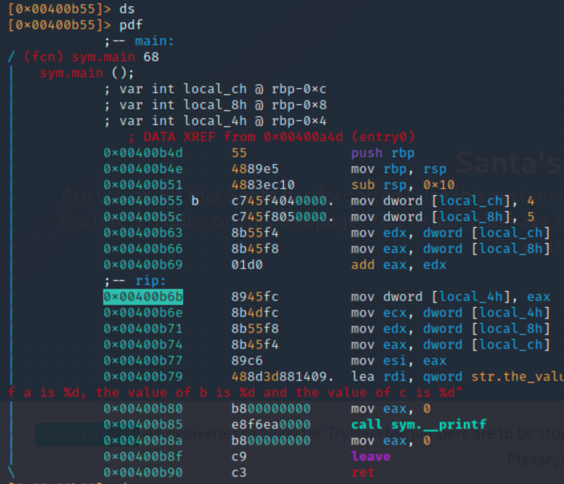 [0×00400b55]> ds
[0×00400b55]> pdf
;-- main:
/ (fcn) sym.main 68
| sym.main ();
| ; var int local_ch @ rbp-0×c
| ; var int local_8h @ rbp-0×8
| ; var int local_4h @ rbp-0×4
| ; DATA XREF from 0×00400a4d (entry0)
| 0×00400b4d 55 push rbp
| 0×00400b4e 4889e5 mov rbp, rsp
| 0×00400b51 4883ec10 sub rsp, 0×10
| 0×00400b55 b c745f4040000. mov dword [local_ch], 4
| 0×00400b5c c745f8050000. mov dword [local_8h], 5
| 0×00400b63 8b55f4 mov edx, dword [local_ch]
| 0×00400b66 8b45f8 mov eax, dword [local_8h]
| 0×00400b69 01d0 add eax, edx
| ;-- rip:
| 0×00400b6b 8945fc mov dword [local_4h], eax
| 0×00400b6e 8b4dfc mov ecx, dword [local_4h]
| 0×00400b71 8b55f8 mov edx, dword [local_8h]
| 0×00400b74 8b45f4 mov eax, dword [local_ch]
| 0×00400b77 89c6 mov esi, eax
| 0×00400b79 488d3d881409. lea rdi, qword str.the_valu
f a is %d, the value of b is %d and the value of c is %d"
| 0×00400b80 b800000000 mov eax, 0
| 0×00400b85 e8f6ea0000 call sym.__printf
| 0×00400b8a b800000000 mov eax, 0
| 0×00400b8f c9 leave
\ 0×00400b90 c3 ret
Santa's
Please,